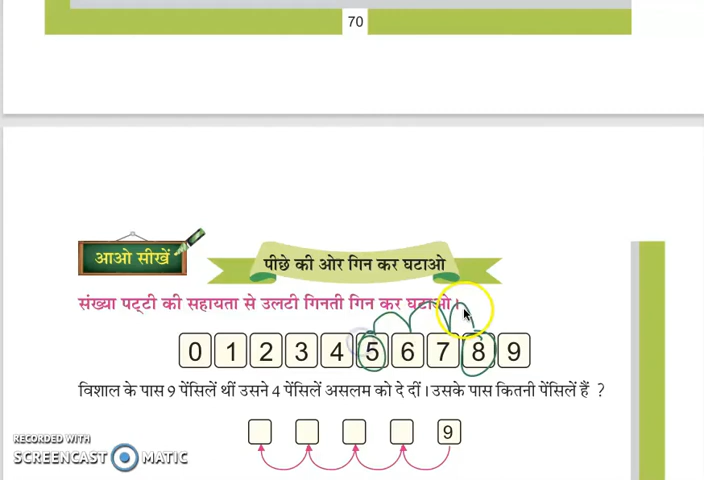 70
आओ सीखें
पीछे की ओर गिन कर घटाओ
संख्या पट्टी की सहायता से उलटी गिनती गिन कर घटाओ।
0 1 2 3 4 5 6 7 8 9
विशाल के पास 9 पेंसिलें थीं उसने 4 पेंसिलें असलम को दे दीं। उसके पास कितनी पेंसिलें हैं ?
9
RECORDED WITH
SCREENCAST MATIC